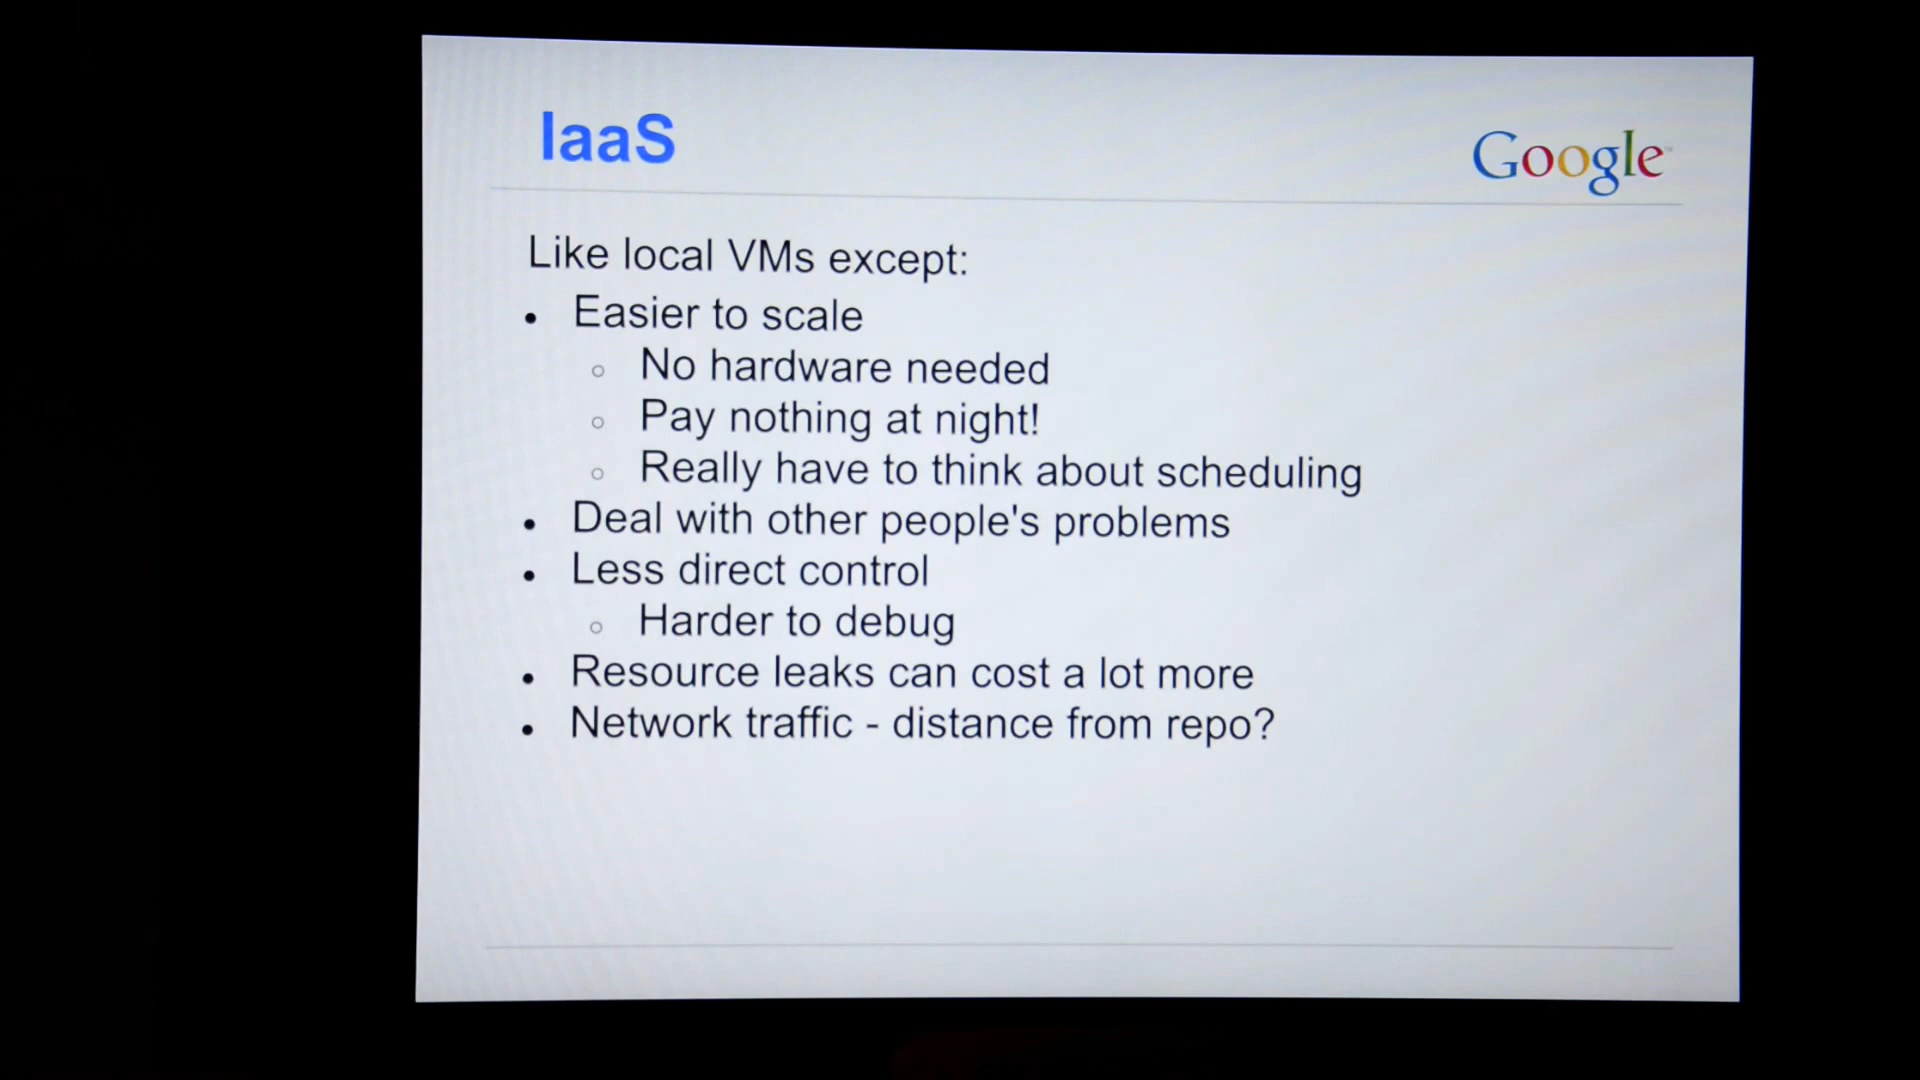 IaaS
Google
Like local VMs except:
• Easier to scale
◦ No hardware needed
◦ Pay nothing at night!
◦ Really have to think about scheduling
• Deal with other people's problems
• Less direct control
◦ Harder to debug
• Resource leaks can cost a lot more
• Network traffic - distance from repo?